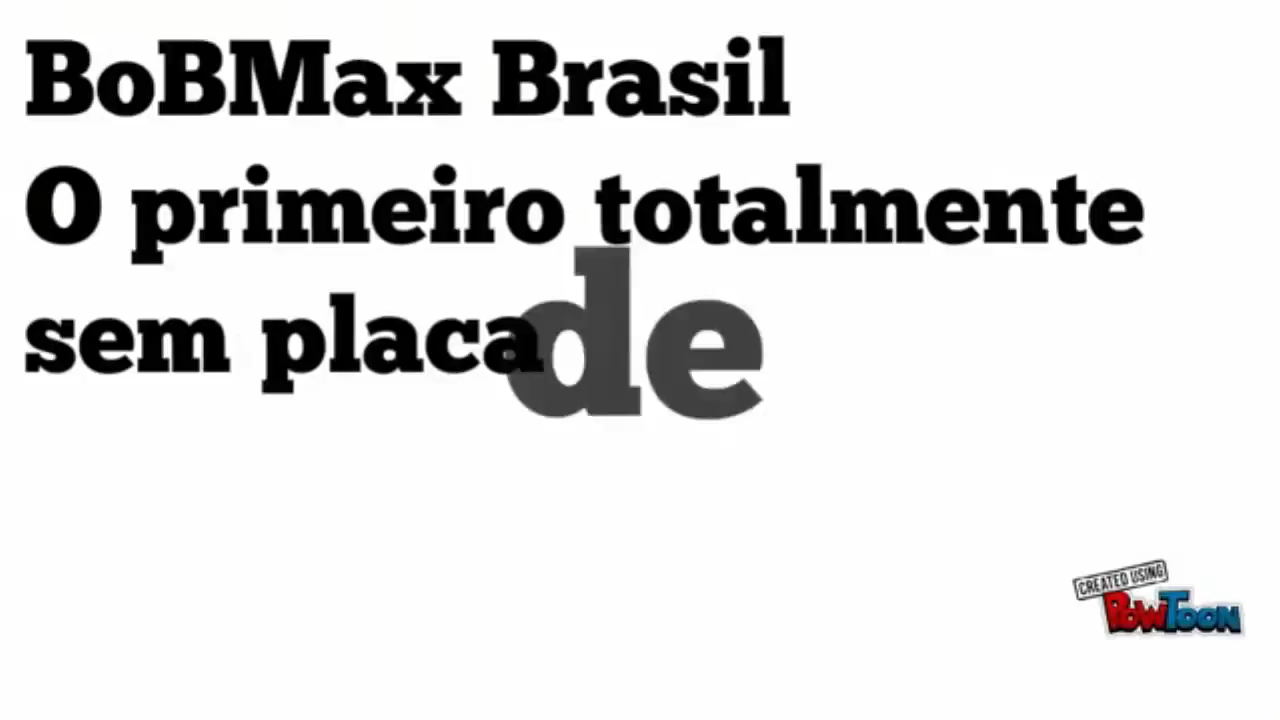 BoBMax Brasil
O primeiro totalmente
sem placa de
CREATED USING
POWTOON